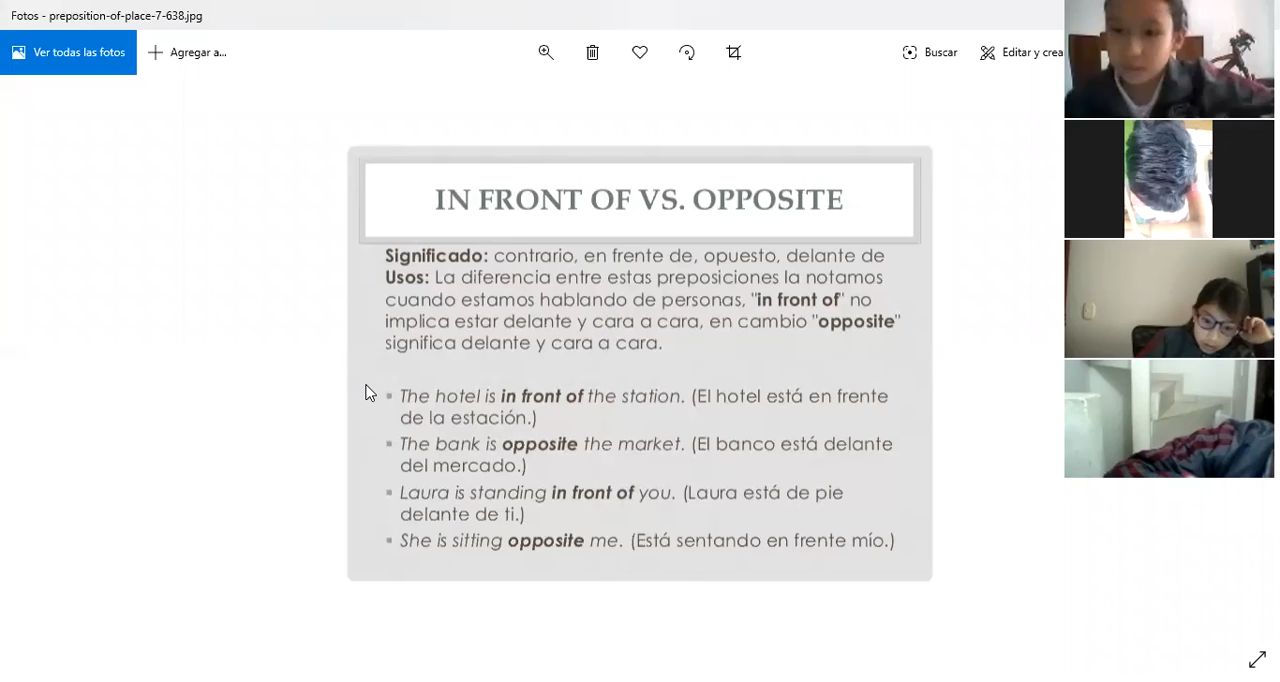 Fotos - preposition-of-place-7-638.jpg
Ver todas las fotos
Agregar a...
Buscar
Editar y crea
IN FRONT OF VS. OPPOSITE
Significado: contrario, en frente de, opuesto, delante de
Usos: La diferencia entre estas preposiciones la notamos
cuando estamos hablando de personas, "in front of" no
implica estar delante y cara a cara, en cambio "opposite"
significa delante y cara a cara.
▪ The hotel is in front of the station. (El hotel está en frente
de la estación.)
▪ The bank is opposite the market. (El banco está delante
del mercado.)
▪ Laura is standing in front of you. (Laura está de pie
delante de ti.)
▪ She is sitting opposite me. (Está sentando en frente mío.)